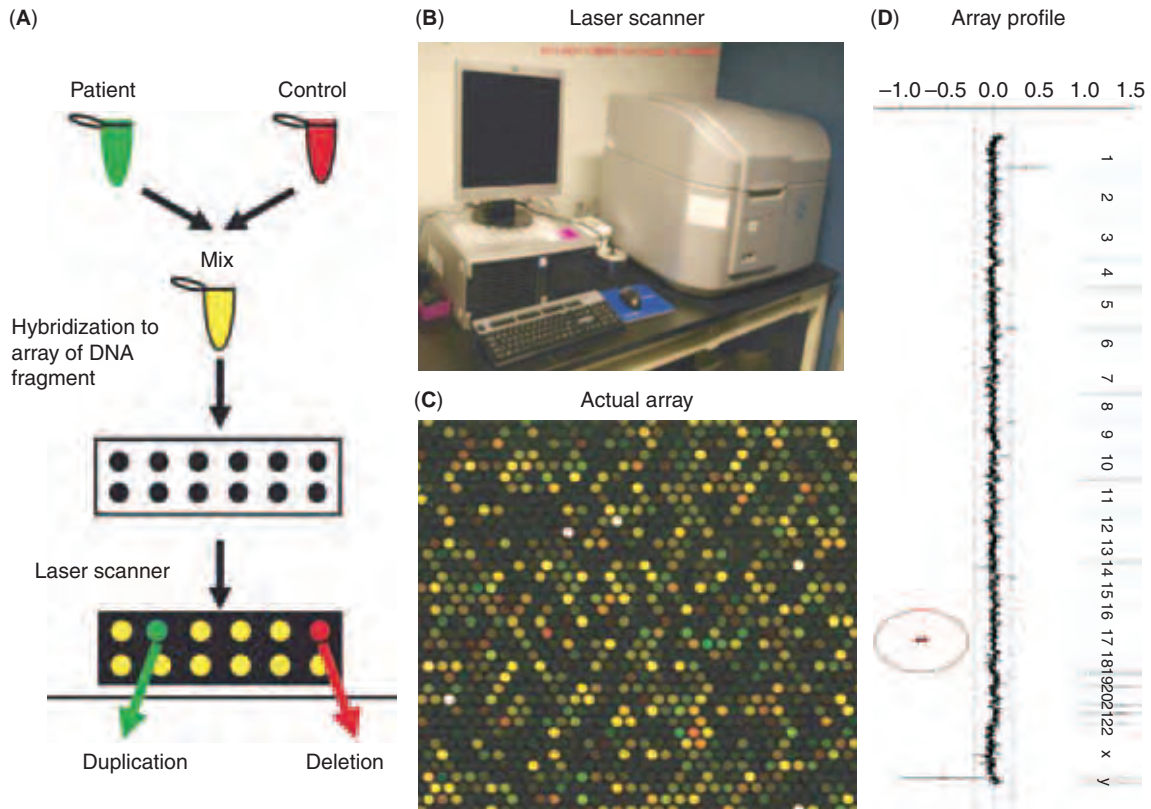 (A)
Patient
Control
Mix
Hybridization to
array of DNA
fragment
Laser scanner
Duplication
Deletion
(B)
Laser scanner
(C)
Actual array
(D)
Array profile
–1.0 –0.5 0.0 0.5 1.0 1.5
1
2
3
4
5
6
7
8
9
10
11
12
13
14
15
16
17
18
19
20
21
22
x
y